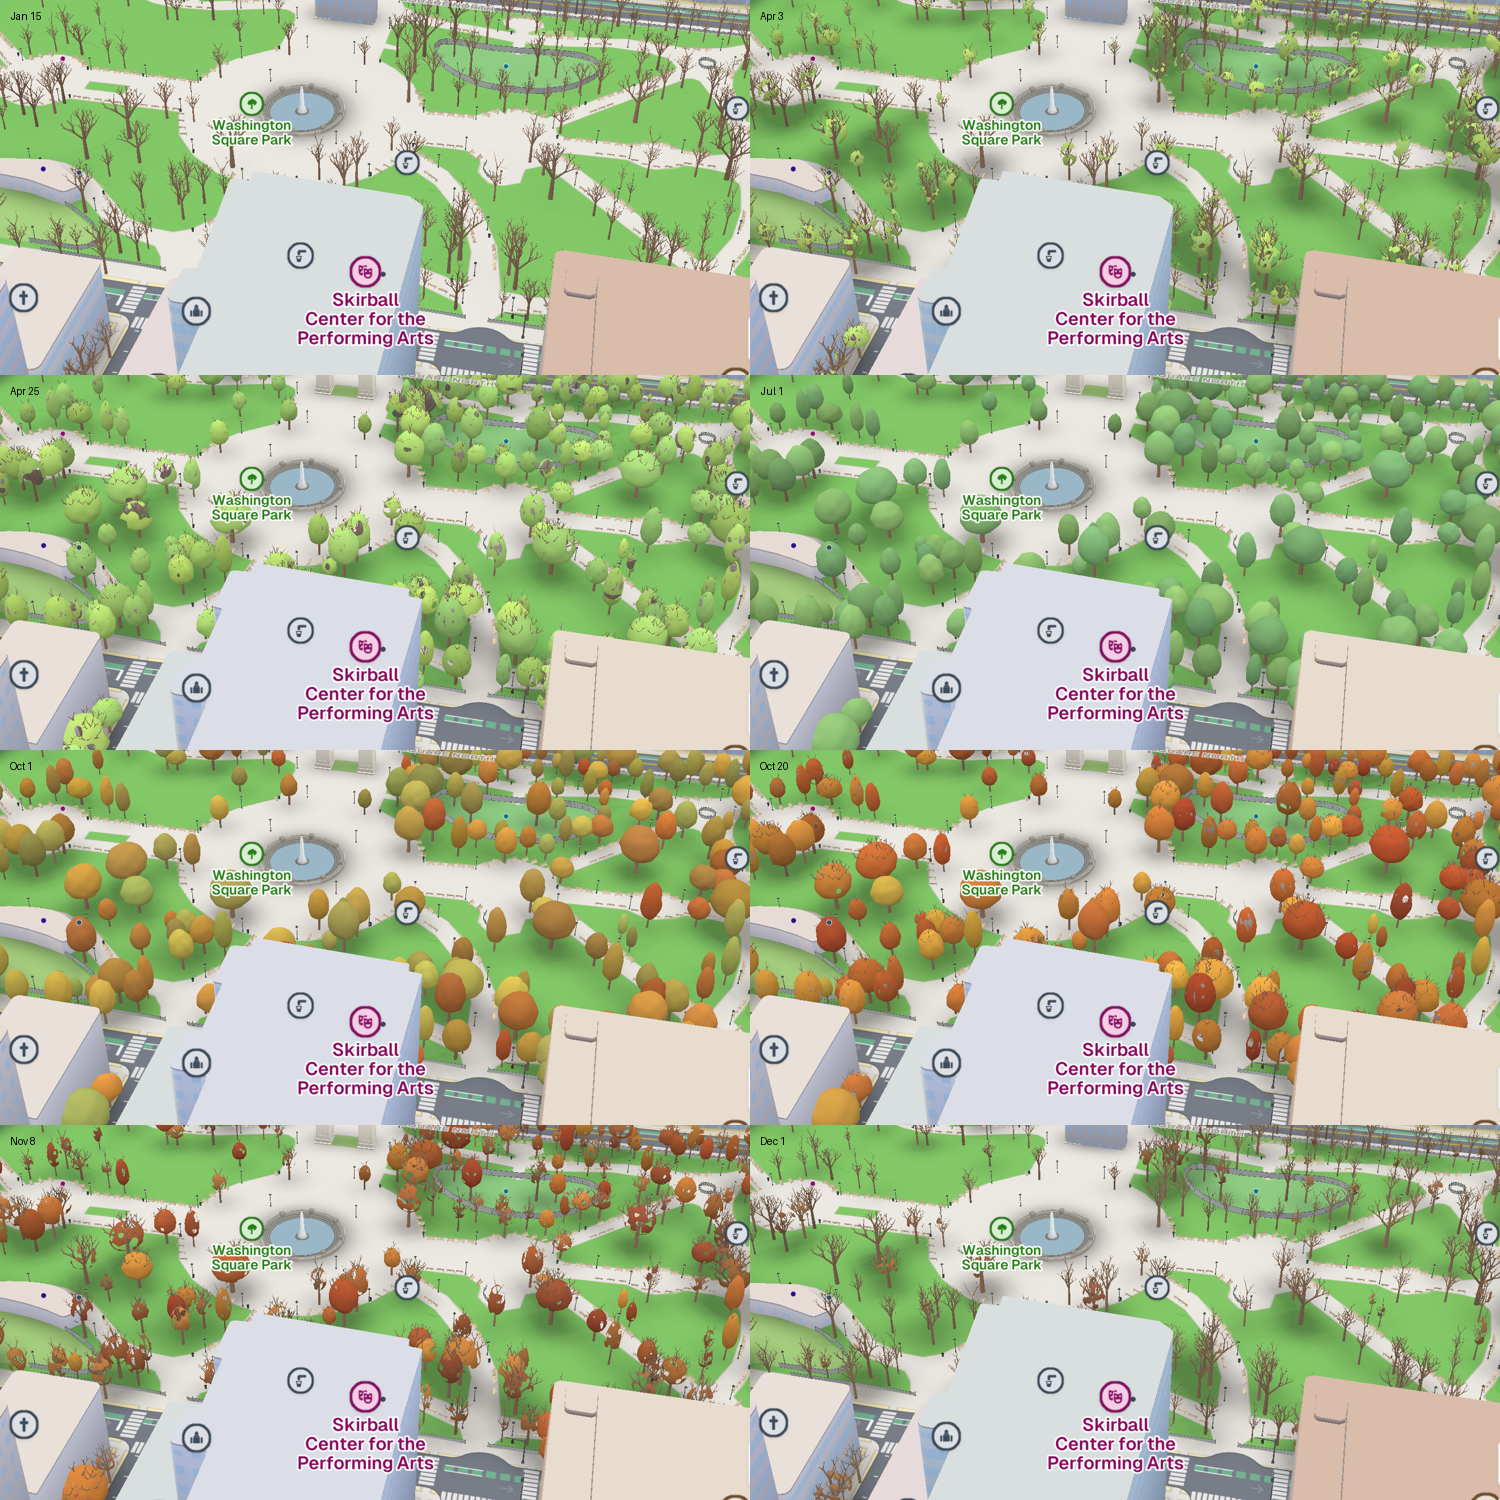 Jan 15
Washington
Square Park
Skirball
Center for the
Performing Arts
Apr 3
Washington
Square Park
Skirball
Center for the
Performing Arts
Apr 25
Washington
Square Park
Skirball
Center for the
Performing Arts
Jul 1
Washington
Square Park
Skirball
Center for the
Performing Arts
Oct 1
Washington
Square Park
Skirball
Center for the
Performing Arts
Oct 20
Washington
Square Park
Skirball
Center for the
Performing Arts
Nov 8
Washington
Square Park
Skirball
Center for the
Performing Arts
Dec 1
Washington
Square Park
Skirball
Center for the
Performing Arts